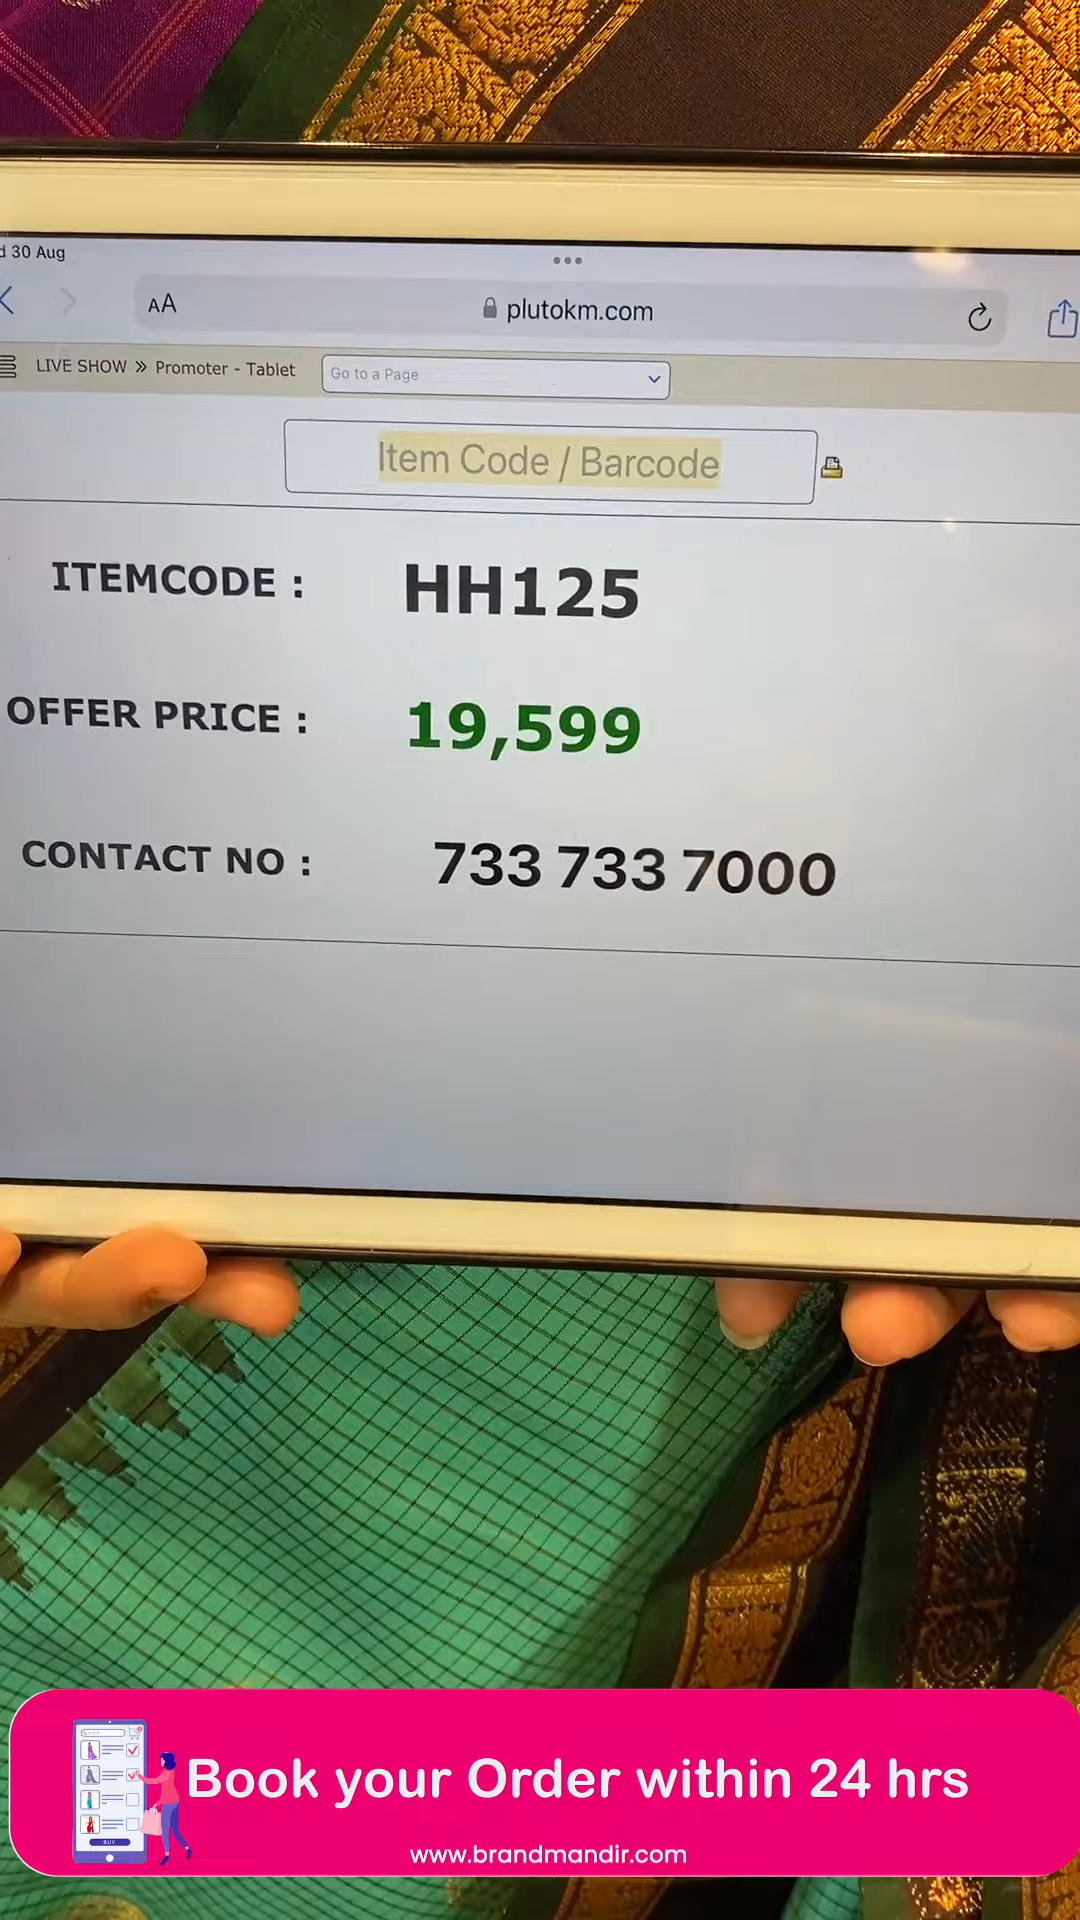 30 Aug
AA
plutokm.com
LIVE SHOW » Promoter - Tablet
Go to a Page
Item Code / Barcode
ITEMCODE : HH125
OFFER PRICE : 19,599
CONTACT NO : 733 733 7000
Book your Order within 24 hrs
BUY
www.brandmandir.com